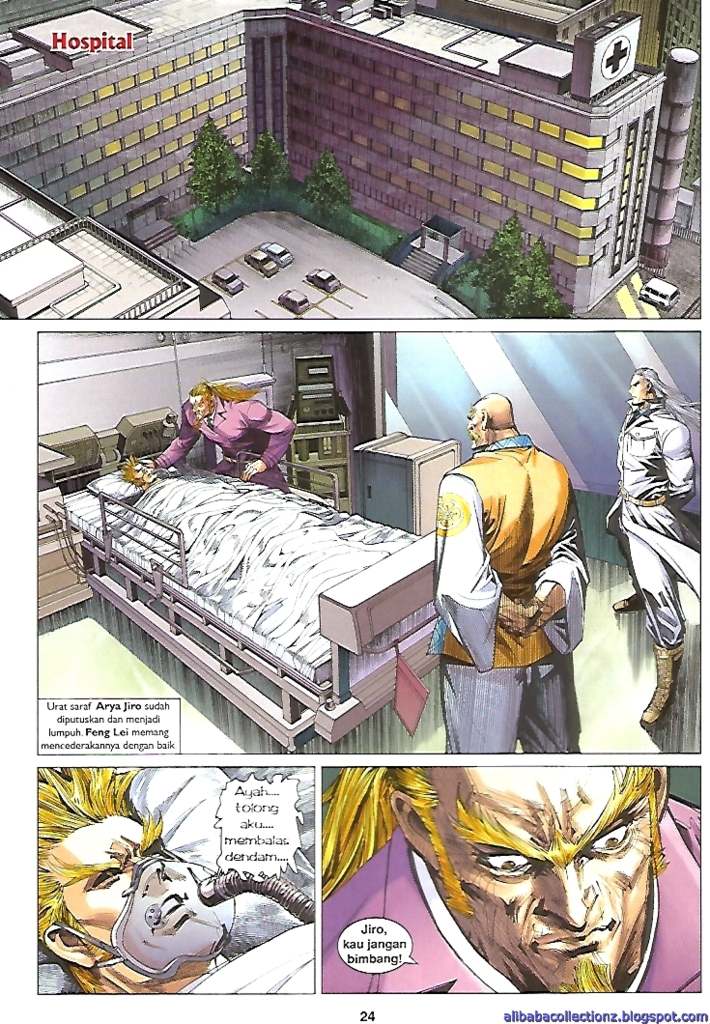 Hospital
Urat saraf Arya Jiro sudah
diputuskan dan menjadi
lumpuh. Feng Lei memang
mencederakannya dengan baik
Ayah....
tolong
aku....
membalas
dendam....
Jiro,
kau jangan
bimbang!
24
alibabacollectionz.blogspot.com